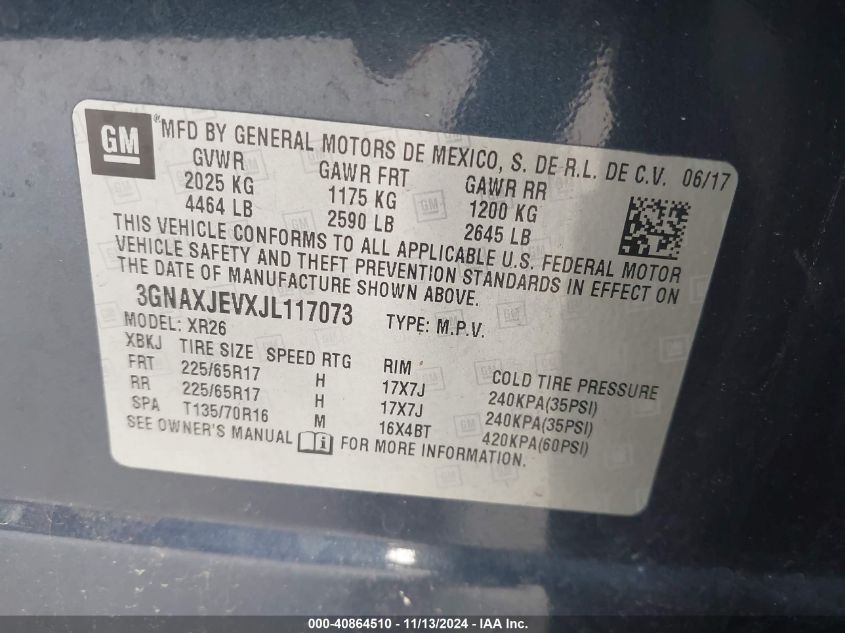 GM
®MFD BY GENERAL MOTORS DE MEXICO, S. DE R.L. DE C.V. 06/17
GVWR GAWR FRT GAWR RR
2025 KG 1175 KG 1200 KG
4464 LB 2590 LB 2645 LB
THIS VEHICLE CONFORMS TO ALL APPLICABLE U.S. FEDERAL MOTOR
VEHICLE SAFETY AND THEFT PREVENTION STANDARDS IN EFFECT ON
THE DATE OF MANUFACTURE SHOWN ABOVE.
3GNAXJEVXJL117073 TYPE: M.P.V.
MODEL: XR26
XBKJ TIRE SIZE SPEED RTG RIM COLD TIRE PRESSURE
FRT 225/65R17 H 17X7J 240KPA(35PSI)
RR 225/65R17 H 17X7J 240KPA(35PSI)
SPA T135/70R16 M 16X4BT 420KPA(60PSI)
SEE OWNER'S MANUAL FOR MORE INFORMATION.
000-40864510 - 11/13/2024 - IAA Inc.